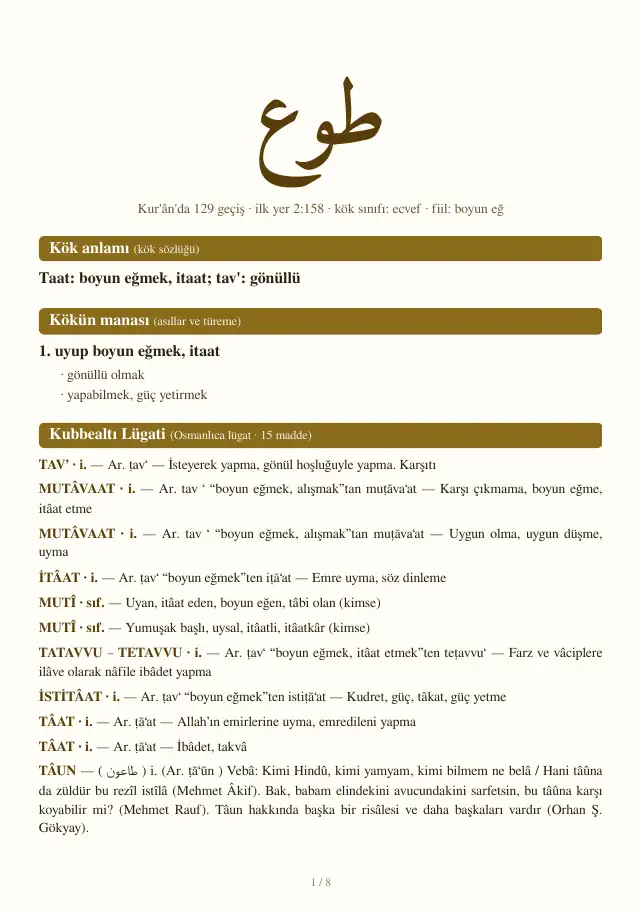 طوع
Kur'ân'da 129 geçiş · ilk yer 2:158 · kök sınıfı: ecvef · fiil: boyun eğ
Kök anlamı (kök sözlüğü)
Taat: boyun eğmek, itaat; tav': gönüllü
Kökün manası (asıllar ve türeme)
1. uyup boyun eğmek, itaat
· gönüllü olmak
· yapabilmek, güç yetirmek
Kubbealtı Lügati (Osmanlıca lügat · 15 madde)
TAV’ · i. — Ar. ṭav‘ — İsteyerek yapma, gönül hoşluğuyle yapma. Karşıtı
MUTÂVAAT · i. — Ar. tav ‘ “boyun eğmek, alışmak”tan muṭāva‘at — Karşı çıkmama, boyun eğme,
itâat etme
MUTÂVAAT · i. — Ar. tav ‘ “boyun eğmek, alışmak”tan muṭāva‘at — Uygun olma, uygun düşme,
uyma
İTÂAT · i. — Ar. ṭav‘ “boyun eğmek”ten iṭā‘at — Emre uyma, söz dinleme
MUTÎ · sıf. — Uyan, itâat eden, boyun eğen, tâbi olan (kimse)
MUTÎ · sıf. — Yumuşak başlı, uysal, itâatli, itâatkâr (kimse)
TATAVVU – TETAVVU · i. — Ar. ṭav‘ “boyun eğmek, itâat etmek”ten teṭavvu‘ — Farz ve vâciplere
ilâve olarak nâfile ibâdet yapma
İSTİTÂAT · i. — Ar. ṭav‘ “boyun eğmek”ten istiṭā‘at — Kudret, güç, tâkat, güç yetme
TÂAT · i. — Ar. ṭā‘at — Allah’ın emirlerine uyma, emredileni yapma
TÂAT · i. — Ar. ṭā‘at — İbâdet, takvâ
TÂUN — ( طاعون ) i. (Ar. ṭā‘ūn ) Vebâ: Kimi Hindû, kimi yamyam, kimi bilmem ne belâ / Hani tâûna
da züldür bu rezîl istîlâ (Mehmet Âkif). Bak, babam elindekini avucundakini sarfetsin, bu tâûna karşı
koyabilir mi? (Mehmet Rauf). Tâun hakkında başka bir risâlesi ve daha başkaları vardır (Orhan Ş.
Gökyay).
1 / 8